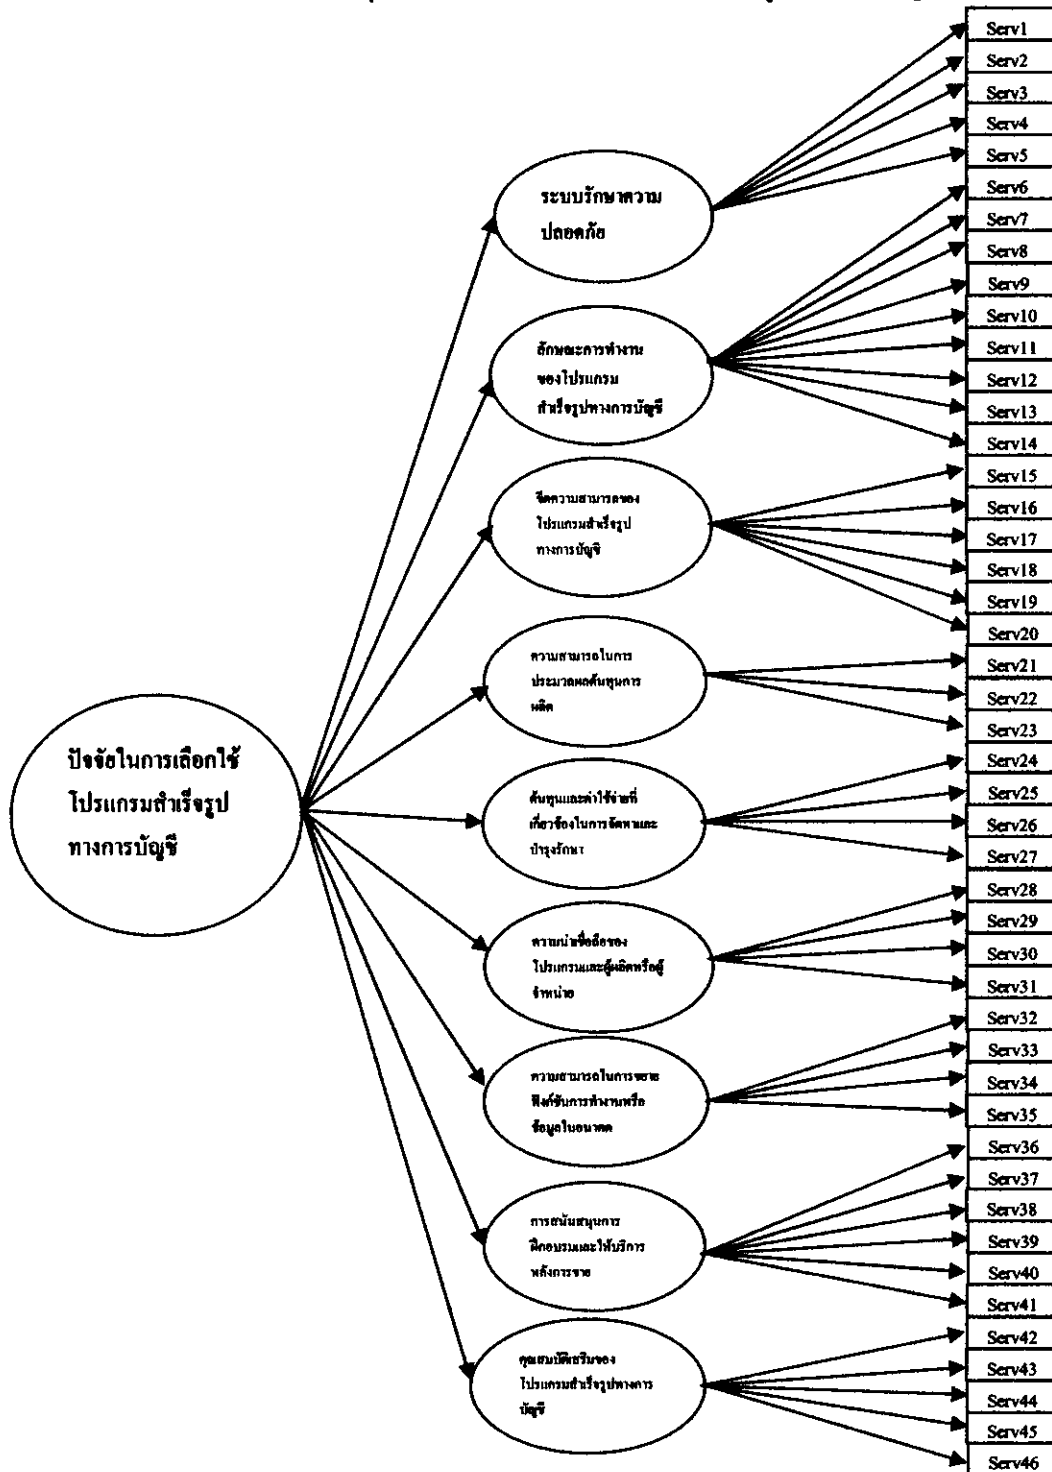 Serv1
Serv2
Serv3
Serv4
Serv5
Serv6
Serv7
Serv8
Serv9
Serv10
Serv11
Serv12
Serv13
Serv14
Serv15
Serv16
Serv17
Serv18
Serv19
Serv20
Serv21
Serv22
Serv23
Serv24
Serv25
Serv26
Serv27
Serv28
Serv29
Serv30
Serv31
Serv32
Serv33
Serv34
Serv35
Serv36
Serv37
Serv38
Serv39
Serv40
Serv41
Serv42
Serv43
Serv44
Serv45
Serv46
ระบบรักษาความ
ปลอดภัย
ลักษณะการทำงาน
ของโปรแกรม
สำเร็จรูปทางการบัญชี
ขีดความสามารถของ
โปรแกรมสำเร็จรูป
ทางการบัญชี
ความสามารถในการ
ประมวลผลต้นทุนการ
ผลิต
ต้นทุนและค่าใช้จ่ายที่
เกี่ยวข้องในการจัดหาและ
บำรุงรักษา
ความน่าเชื่อถือของ
โปรแกรมและผู้ผลิตหรือผู้
จำหน่าย
ความสามารถในการขยาย
ฟังก์ชันการทำงานหรือ
ข้อมูลในอนาคต
การสนับสนุนการ
ฝึกอบรมและให้บริการ
หลังการขาย
คุณสมบัติเสริมของ
โปรแกรมสำเร็จรูปทางการ
บัญชี
ปัจจัยในการเลือกใช้
โปรแกรมสำเร็จรูป
ทางการบัญชี